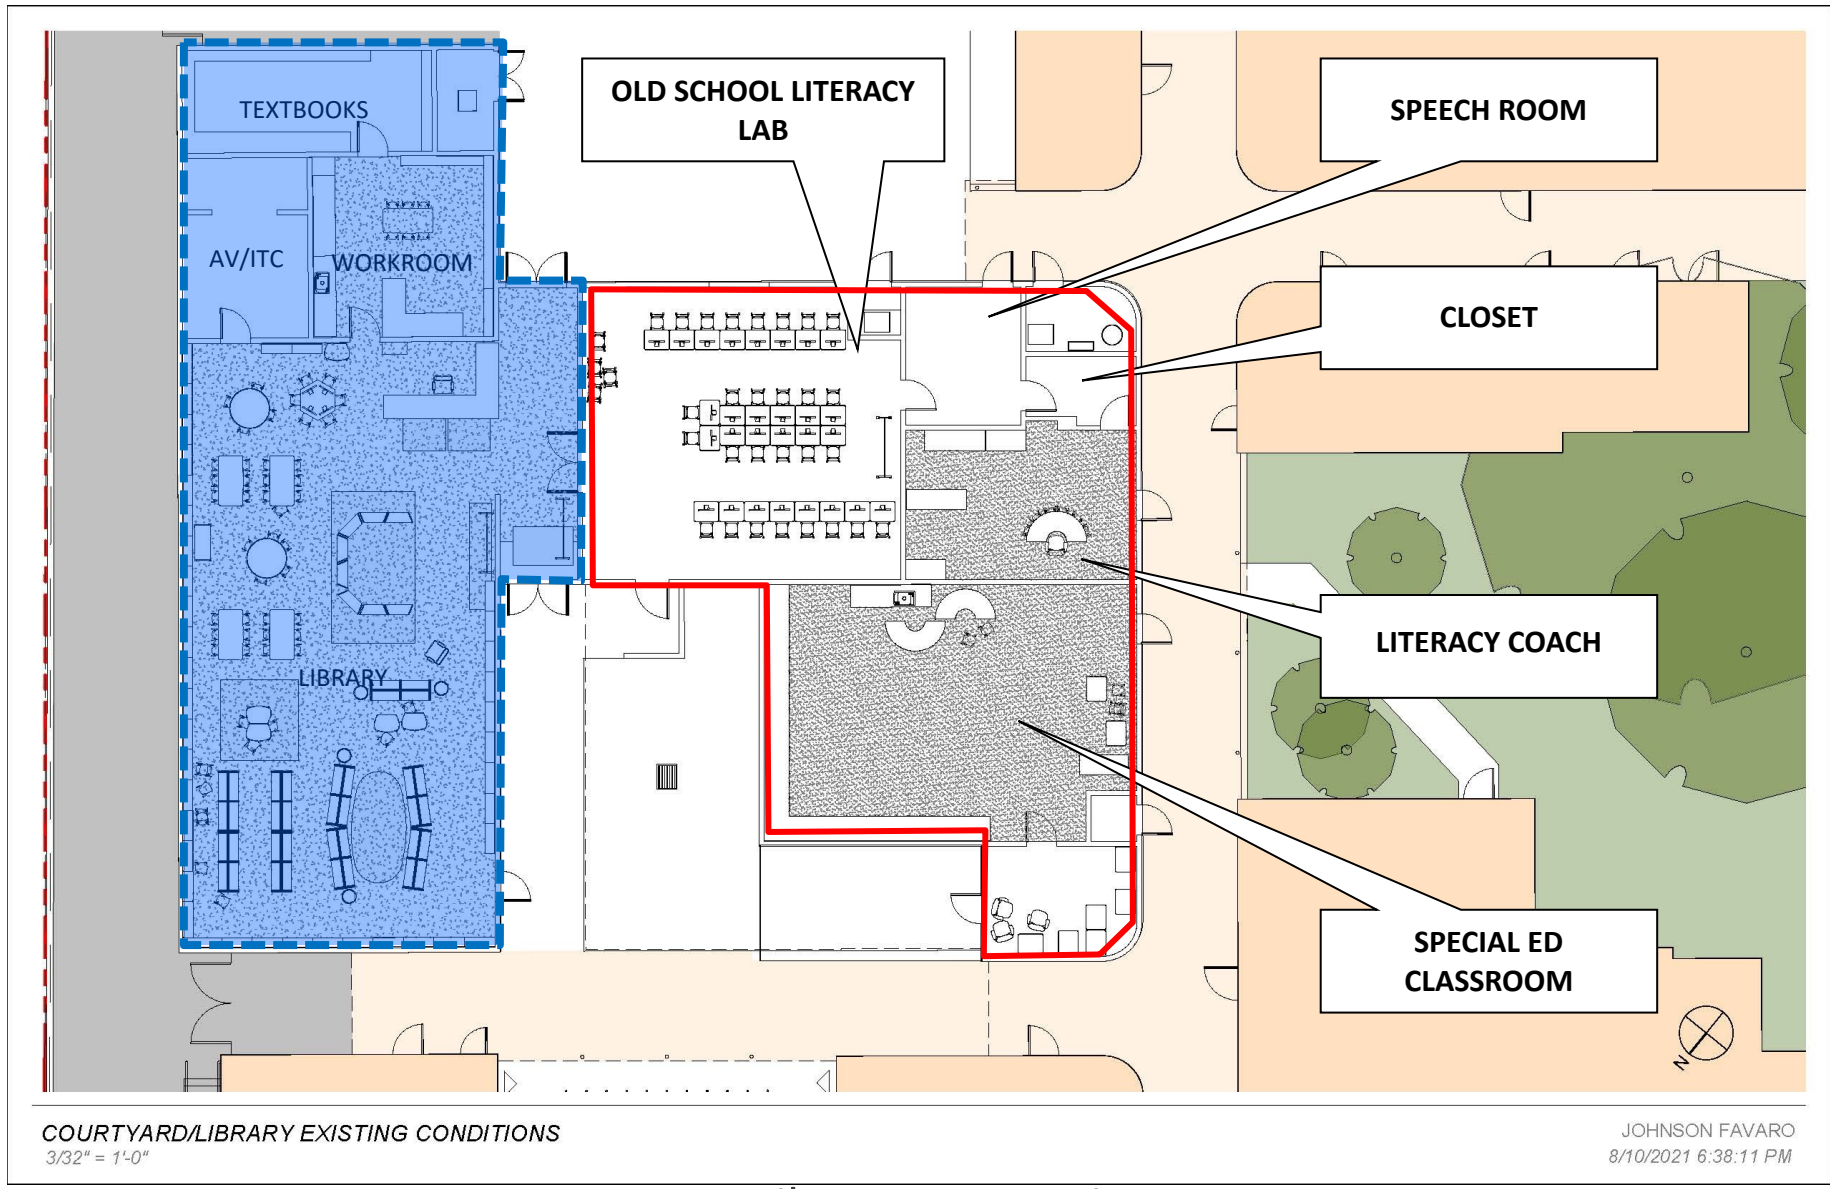 TEXTBOOKS
AV/ITC
WORKROOM
LIBRARY
OLD SCHOOL LITERACY
LAB
SPEECH ROOM
CLOSET
LITERACY COACH
SPECIAL ED
CLASSROOM
N
COURTYARD/LIBRARY EXISTING CONDITIONS
3/32" = 1'-0"
JOHNSON FAVARO
8/10/2021 6:38:11 PM